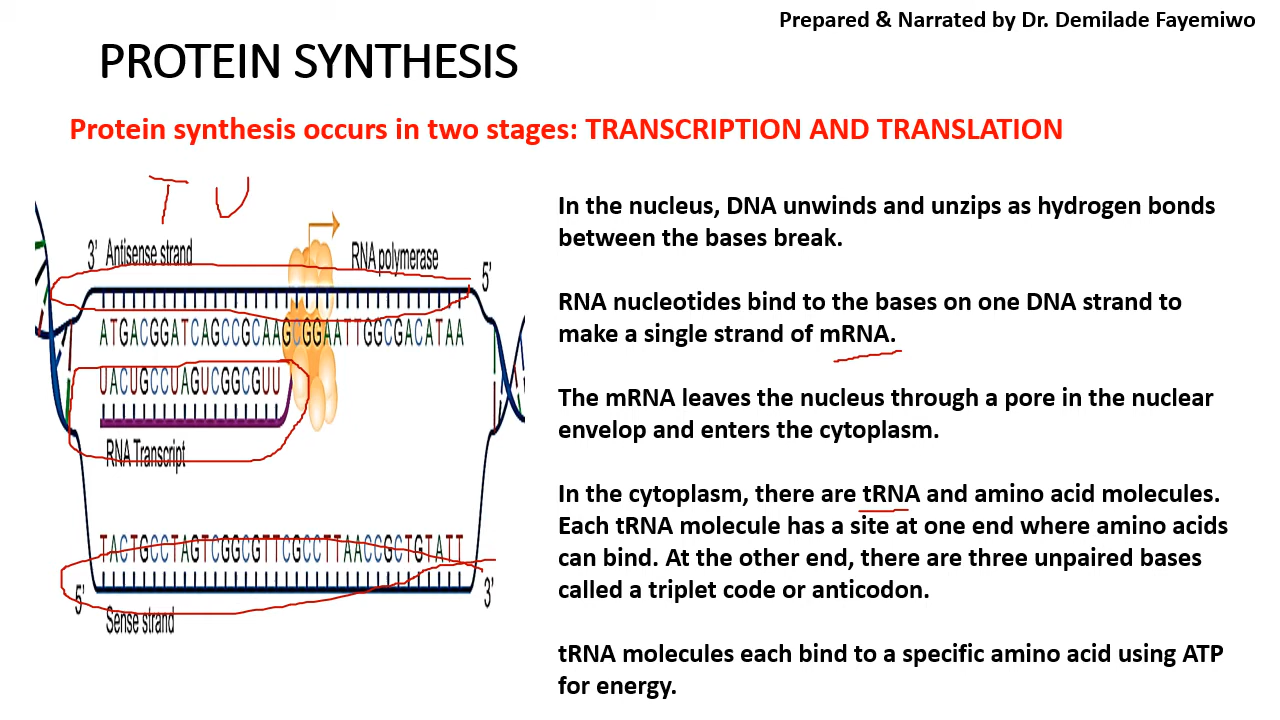 Prepared & Narrated by Dr. Demilade Fayemiwo
PROTEIN SYNTHESIS
Protein synthesis occurs in two stages: TRANSCRIPTION AND TRANSLATION
T U
3' Antisense strand
RNA polymerase
5'
ATGACGGATCAGCCGCAAGCGGAATTGGCGACATAA
UACUGCCUAGUCGGCGUU
RNA Transcript
TACTGCCTAGTCGGCGTTCGCCTTAACCGCTGTATT
5'
3'
Sense strand
In the nucleus, DNA unwinds and unzips as hydrogen bonds
between the bases break.
RNA nucleotides bind to the bases on one DNA strand to
make a single strand of mRNA.
The mRNA leaves the nucleus through a pore in the nuclear
envelop and enters the cytoplasm.
In the cytoplasm, there are tRNA and amino acid molecules.
Each tRNA molecule has a site at one end where amino acids
can bind. At the other end, there are three unpaired bases
called a triplet code or anticodon.
tRNA molecules each bind to a specific amino acid using ATP
for energy.